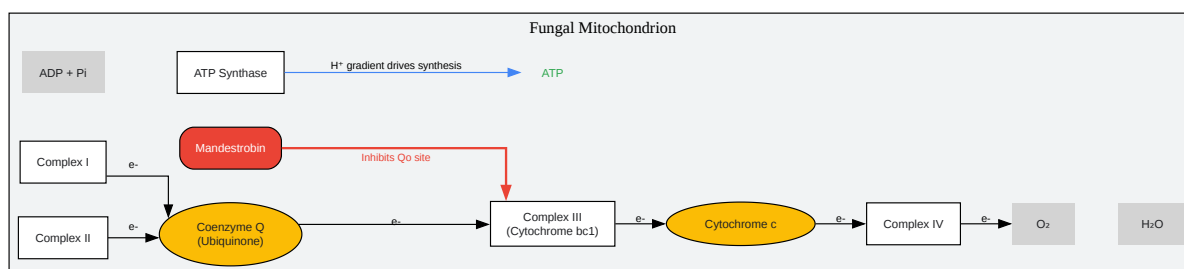 Fungal Mitochondrion
ADP + Pi
ATP Synthase
H⁺ gradient drives synthesis
ATP
Mandestrobin
Inhibits Qo site
Complex I
e-
Complex II
e-
Coenzyme Q
(Ubiquinone)
e-
Complex III
(Cytochrome bc1)
e-
Cytochrome c
e-
Complex IV
e-
O₂
H₂O